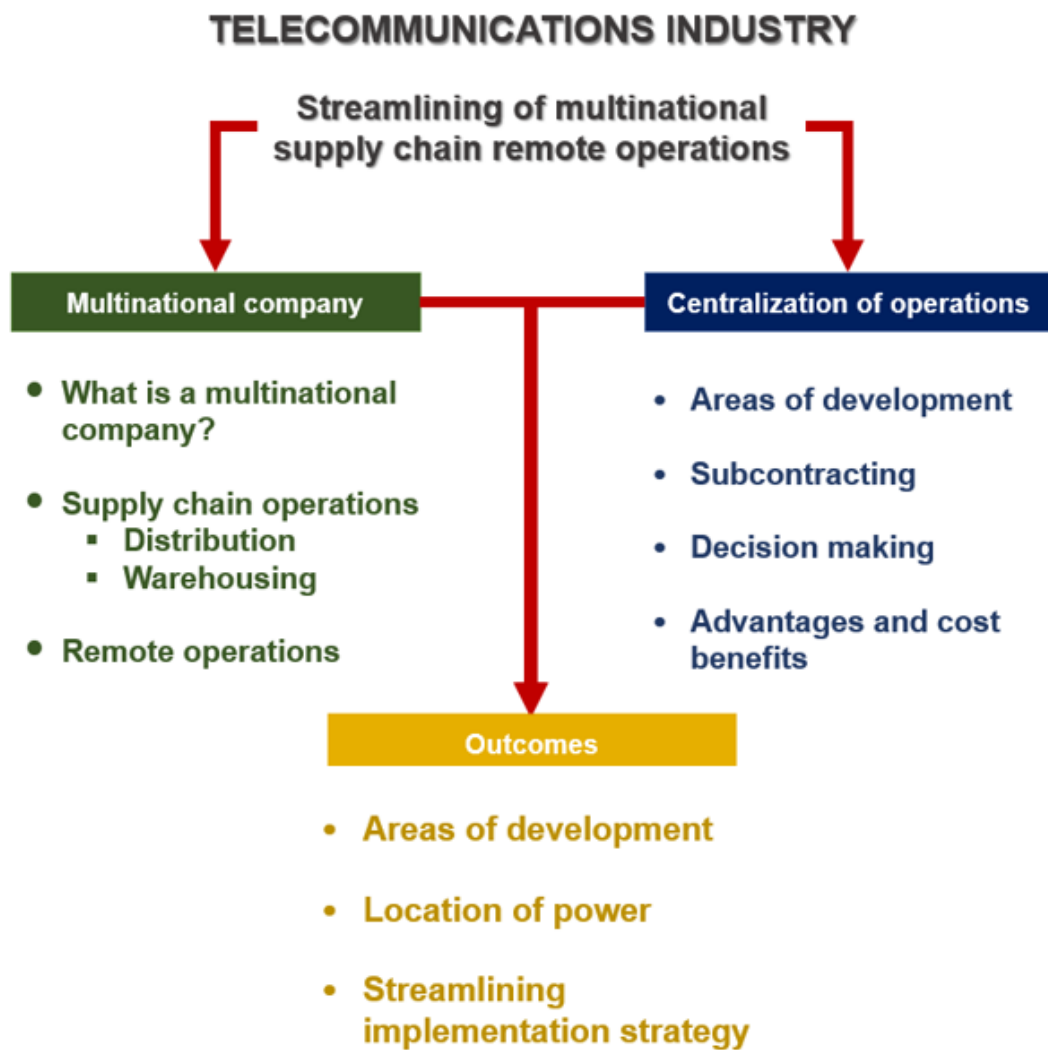 TELECOMMUNICATIONS INDUSTRY
Streamlining of multinational
supply chain remote operations
Multinational company
Centralization of operations
• What is a multinational
company?
• Supply chain operations
▪ Distribution
▪ Warehousing
• Remote operations
• Areas of development
• Subcontracting
• Decision making
• Advantages and cost
benefits
Outcomes
• Areas of development
• Location of power
• Streamlining
implementation strategy